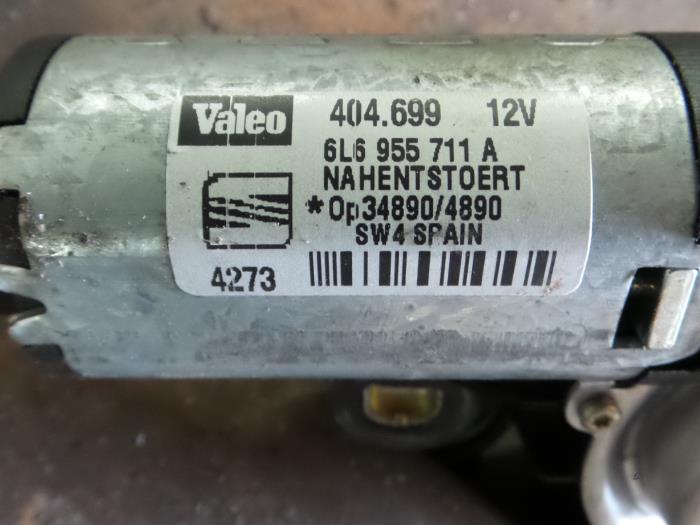 Valeo 404.699 12V
6L6 955 711 A
NAHENTSTOERT
*Op34890/4890
SW4 SPAIN
4273